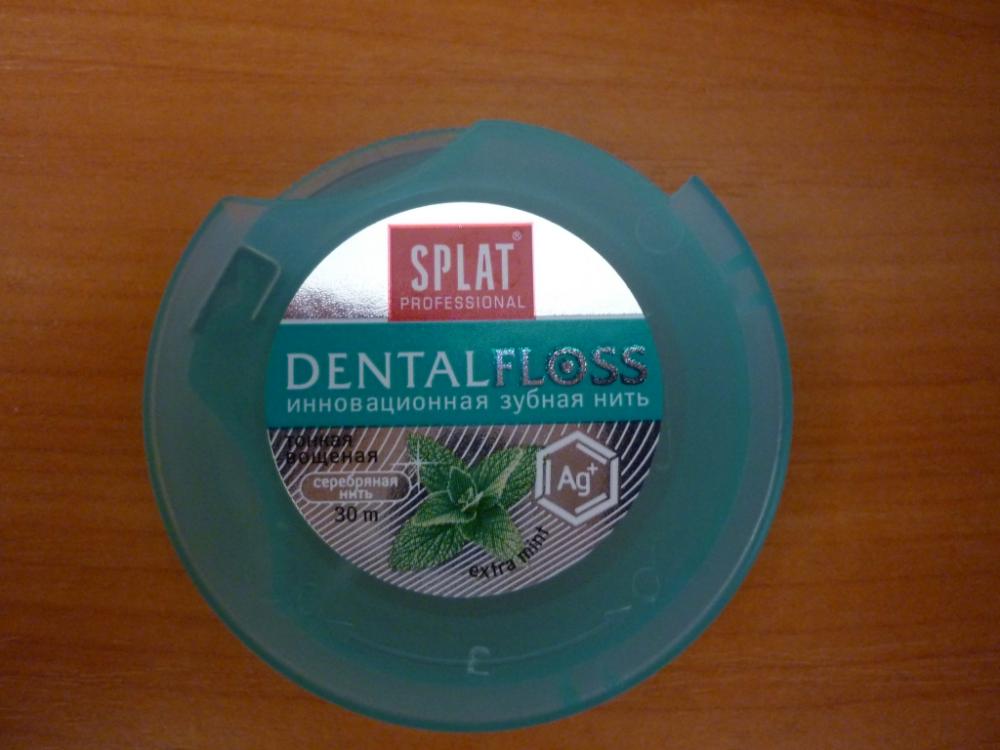 SPLAT®
PROFESSIONAL
DENTALFLOSS
инновационная зубная нить
тонкая
вощеная
серебряная
нить
30 m
Ag+
extra mint